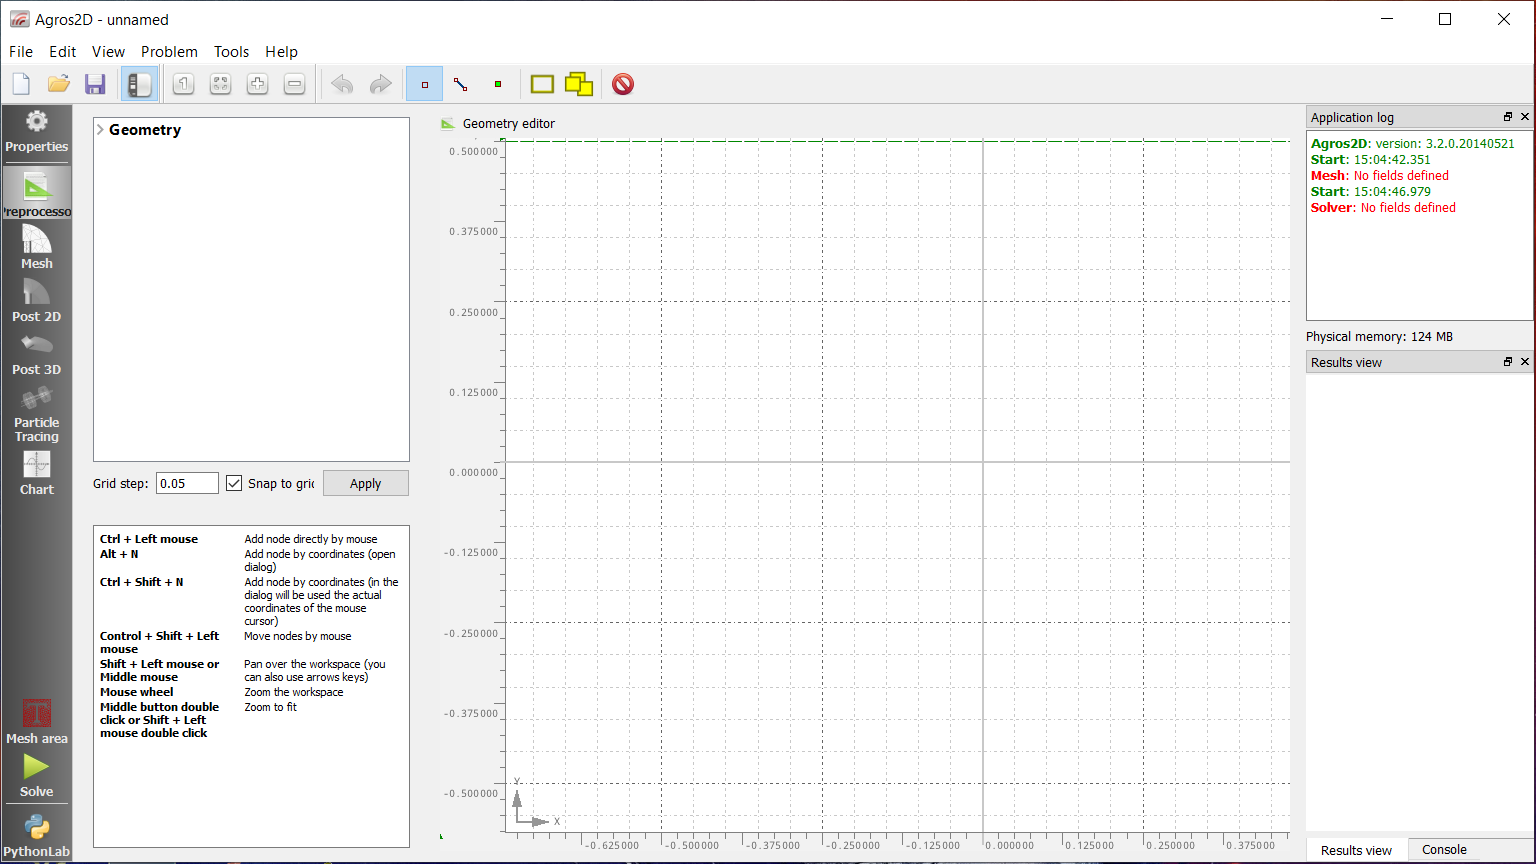 Agros2D - unnamed
File Edit View Problem Tools Help
1
Properties
Preprocesso
Mesh
Post 2D
Post 3D
Particle
Tracing
Chart
Mesh area
Solve
PythonLab
Geometry
Grid step: 0.05 Snap to gric Apply
Ctrl + Left mouse Add node directly by mouse
Alt + N Add node by coordinates (open
dialog)
Ctrl + Shift + N Add node by coordinates (in the
dialog will be used the actual
coordinates of the mouse
cursor)
Control + Shift + Left Move nodes by mouse
mouse
Shift + Left mouse or Pan over the workspace (you
Middle mouse can also use arrows keys)
Mouse wheel Zoom the workspace
Middle button double Zoom to fit
click or Shift + Left
mouse double click
Geometry editor
0.500000
0.375000
0.250000
0.125000
0.000000
-0.125000
-0.250000
-0.375000
-0.500000
Y
X
-0.625000 -0.500000 -0.375000 -0.250000 -0.125000 0.000000 0.125000 0.250000 0.375000
Application log
Agros2D: version: 3.2.0.20140521
Start: 15:04:42.351
Mesh: No fields defined
Start: 15:04:46.979
Solver: No fields defined
Physical memory: 124 MB
Results view
Results view Console